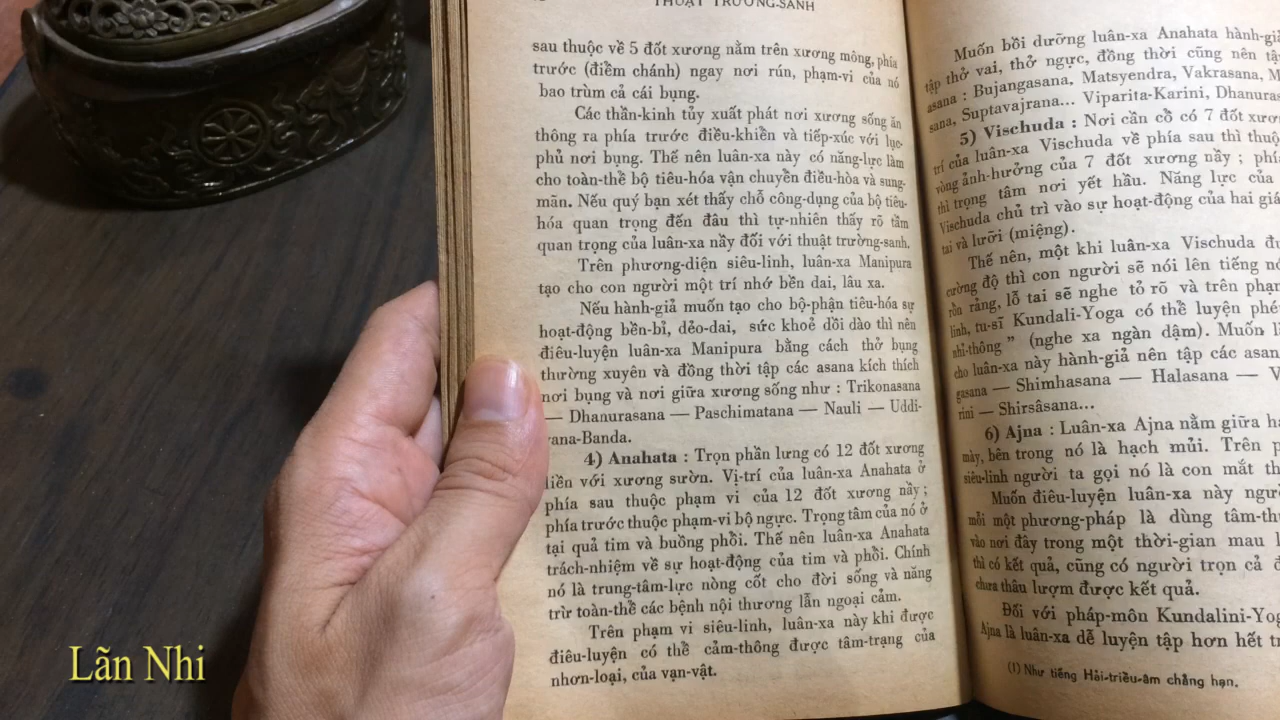 THUẬT TRƯỜNG-SANH
sau thuộc về 5 đốt xương nằm trên xương mông, phía
trước (điểm chánh) ngay nơi rún, phạm-vi của nó
bao trùm cả cái bụng.
Các thần-kinh tủy xuất phát nơi xương sống ăn
thông ra phía trước điều-khiển và tiếp-xúc với lục-
phủ nơi bụng. Thế nên luân-xa này có năng-lực làm
cho toàn-thể bộ tiêu-hóa vận chuyển điều-hòa và sung-
mãn. Nếu quý bạn xét thấy chỗ công-dụng của bộ tiêu-
hóa quan trọng đến đâu thì tự-nhiên thấy rõ tầm
quan trọng của luân-xa nầy đối với thuật trường-sanh.
Trên phương-diện siêu-linh, luân-xa Manipura
tạo cho con người một trí nhớ bền dai, lâu xa.
Nếu hành-giả muốn tạo cho bộ-phận tiêu-hóa sự
hoạt-động bền-bỉ, dẻo-dai, sức khoẻ dồi dào thì nên
điêu-luyện luân-xa Manipura bằng cách thở bụng
thường xuyên và đồng thời tập các asana kích thích
nơi bụng và nơi giữa xương sống như : Trikonasana
— Dhanurasana — Paschimatana — Nauli — Uddi-
yana-Banda.
4) Anahata : Trọn phần lưng có 12 đốt xương
liền với xương sườn. Vị-trí của luân-xa Anahata ở
phía sau thuộc phạm vi của 12 đốt xương nầy ;
phía trước thuộc phạm-vi bộ ngực. Trọng tâm của nó ở
tại quả tim và buồng phổi. Thế nên luân-xa Anahata
trách-nhiệm về sự hoạt-động của tim và phổi. Chính
nó là trung-tâm-lực nòng cốt cho đời sống và năng
trừ toàn-thể các bệnh nội thương lẫn ngoại cảm.
Trên phạm vi siêu-linh, luân-xa này khi được
điêu-luyện có thể cảm-thông được tâm-trạng của
nhơn-loại, của vạn-vật.
Muốn bồi dưỡng luân-xa Anahata hành-giả
tập thở vai, thở ngực, đồng thời cũng nên tập
asana : Bujangasana. Matsyendra, Vakrasana, M
sana, Suptavajrana... Viparita-Karini, Dhanuras
5) Vischuda : Nơi cần cổ có 7 đốt xươn
trí của luân-xa Vischuda về phía sau thì thuộ
vòng ảnh-hưởng của 7 đốt xương nầy ; phí
thì trọng tâm nơi yết hầu. Năng lực của
Vischuda chủ trì vào sự hoạt-động của hai giá
tai và lưỡi (miệng).
Thế nên, một khi luân-xa Vischuda đư
cường độ thì con người sẽ nói lên tiếng nó
rồn rảng, lỗ tai sẽ nghe tỏ rõ và trên phạm
linh, tu-sĩ Kundali-Yoga có thể luyện phép
nhĩ-thông ” (nghe xa ngàn dậm). Muốn l
cho luân-xa này hành-giả nên tập các asana
gasana — Shimhasana — Halasana — V
rini — Shirsâsana...
6) Ajna : Luân-xa Ajna nằm giữa ha
mày, bên trong nó là hạch mũi. Trên p
siêu-linh người ta gọi nó là con mắt th
Muốn điêu-luyện luân-xa này ngườ
mỗi một phương-pháp là dùng tâm-th
vào nơi đây trong một thời-gian mau l
thì có kết quả, cũng có người trọn cả đ
chưa thâu lượm được kết quả.
Đối với pháp-môn Kundalini-Yog
Ajna là luân-xa dễ luyện tập hơn hết tr
(1) Như tiếng Hải-triều-âm chẳng hạn.
Lãn Nhi